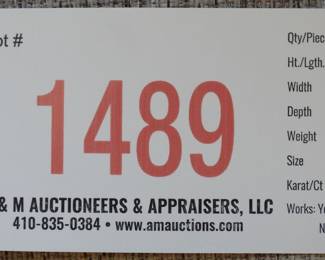 ot #
1489
& M AUCTIONEERS & APPRAISERS, LLC
410-835-0384 • www.amauctions.com
Qty/Piec
Ht./Lgth.
Width
Depth
Weight
Size
Karat/Ct
Works: Ye
N